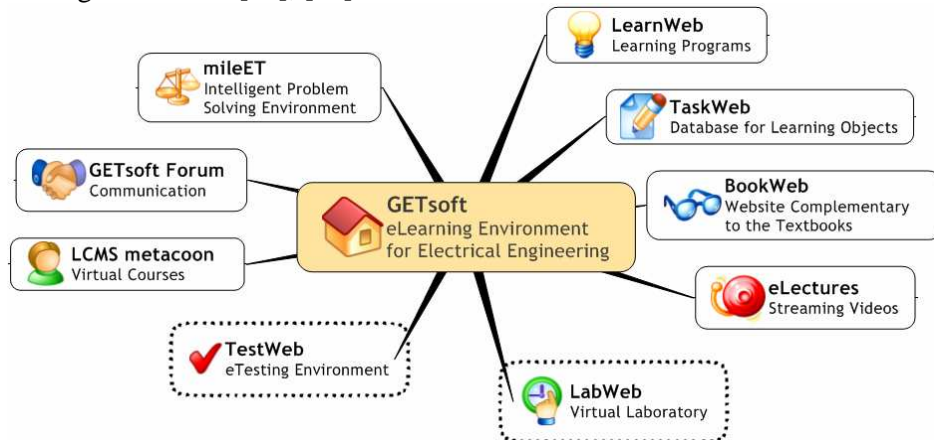 LearnWeb
Learning Programs
mileET
Intelligent Problem
Solving Environment
TaskWeb
Database for Learning Objects
GETsoft Forum
Communication
GETsoft
eLearning Environment
for Electrical Engineering
BookWeb
Website Complementary
to the Textbooks
LCMS metacoon
Virtual Courses
eLectures
Streaming Videos
TestWeb
eTesting Environment
LabWeb
Virtual Laboratory